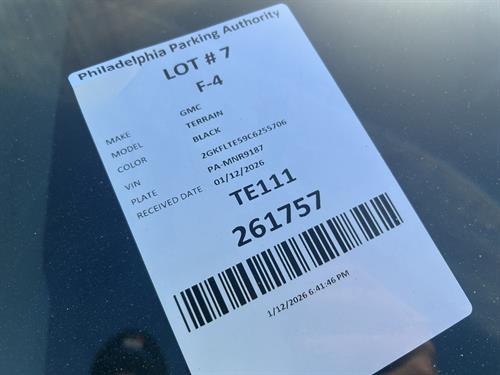 Philadelphia Parking Authority
LOT # 7
F-4
MAKE GMC
MODEL TERRAIN
COLOR BLACK
VIN 2GKFLTE59C6255706
PLATE PA-MNR9187
RECEIVED DATE 01/12/2026
TE111
261757
1/12/2026 6:41:46 PM